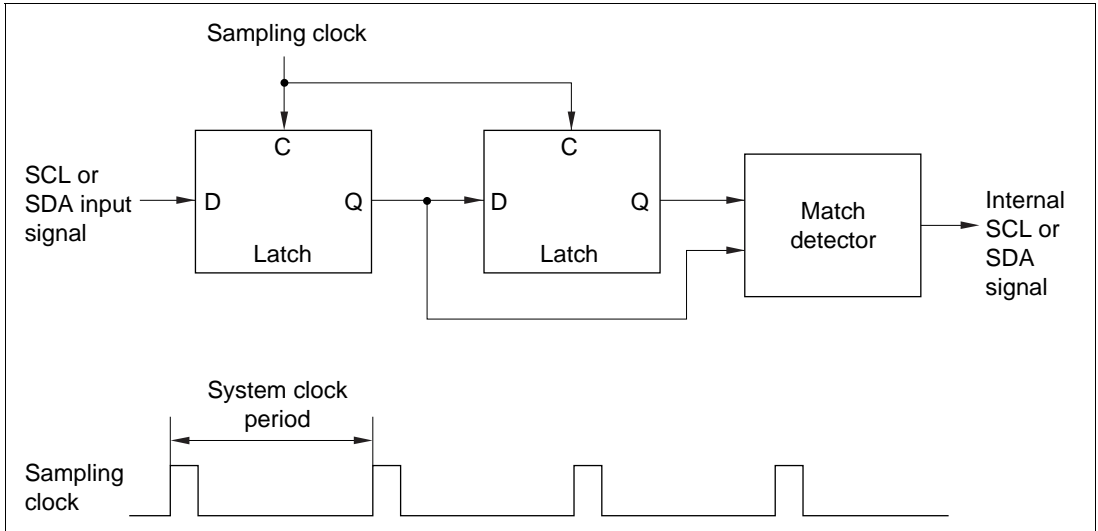 Sampling clock
C
C
SCL or
SDA input
signal
D
Q
Latch
D
Q
Latch
Match
detector
Internal
SCL or
SDA
signal
System clock
period
Sampling
clock